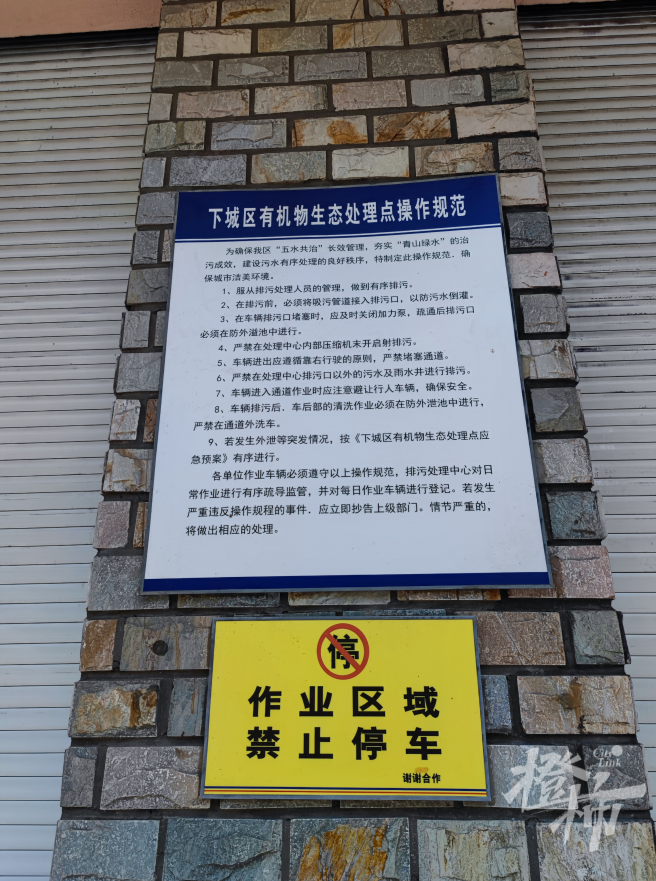 下城区有机物生态处理点操作规范
为确保我区“五水共治”长效管理，夯实“青山绿水”的治
污成效，建设污水有序处理的良好秩序，特制定此操作规范．确
保城市洁美环境。
1、服从排污处理人员的管理，做到有序排污。
2、在排污前，必须将吸污管道接入排污口，以防污水倒灌。
3、在车辆排污口堵塞时，应及时关闭加力泵，疏通后排污口
必须在防外溢池中进行。
4、严禁在处理中心内部压缩机未开启射排污。
5、车辆进出应遵循靠右行驶的原则，严禁堵塞通道。
6、严禁在处理中心排污口以外的污水及雨水井进行排污。
7、车辆进入通道作业时应注意避让行人车辆，确保安全。
8、车辆排污后．车后部的清洗作业必须在防外泄池中进行，
严禁在通道外洗车。
9、若发生外泄等突发情况，按《下城区有机物生态处理点应
急预案》有序进行。
各单位作业车辆必须遵守以上操作规范，排污处理中心对日
常作业进行有序疏导监管，并对每日作业车辆进行登记。若发生
严重违反操作规程的事件．应立即抄告上级部门。情节严重的，
将做出相应的处理。
停
作业区域
禁止停车
谢谢合作
橙柿
City Link